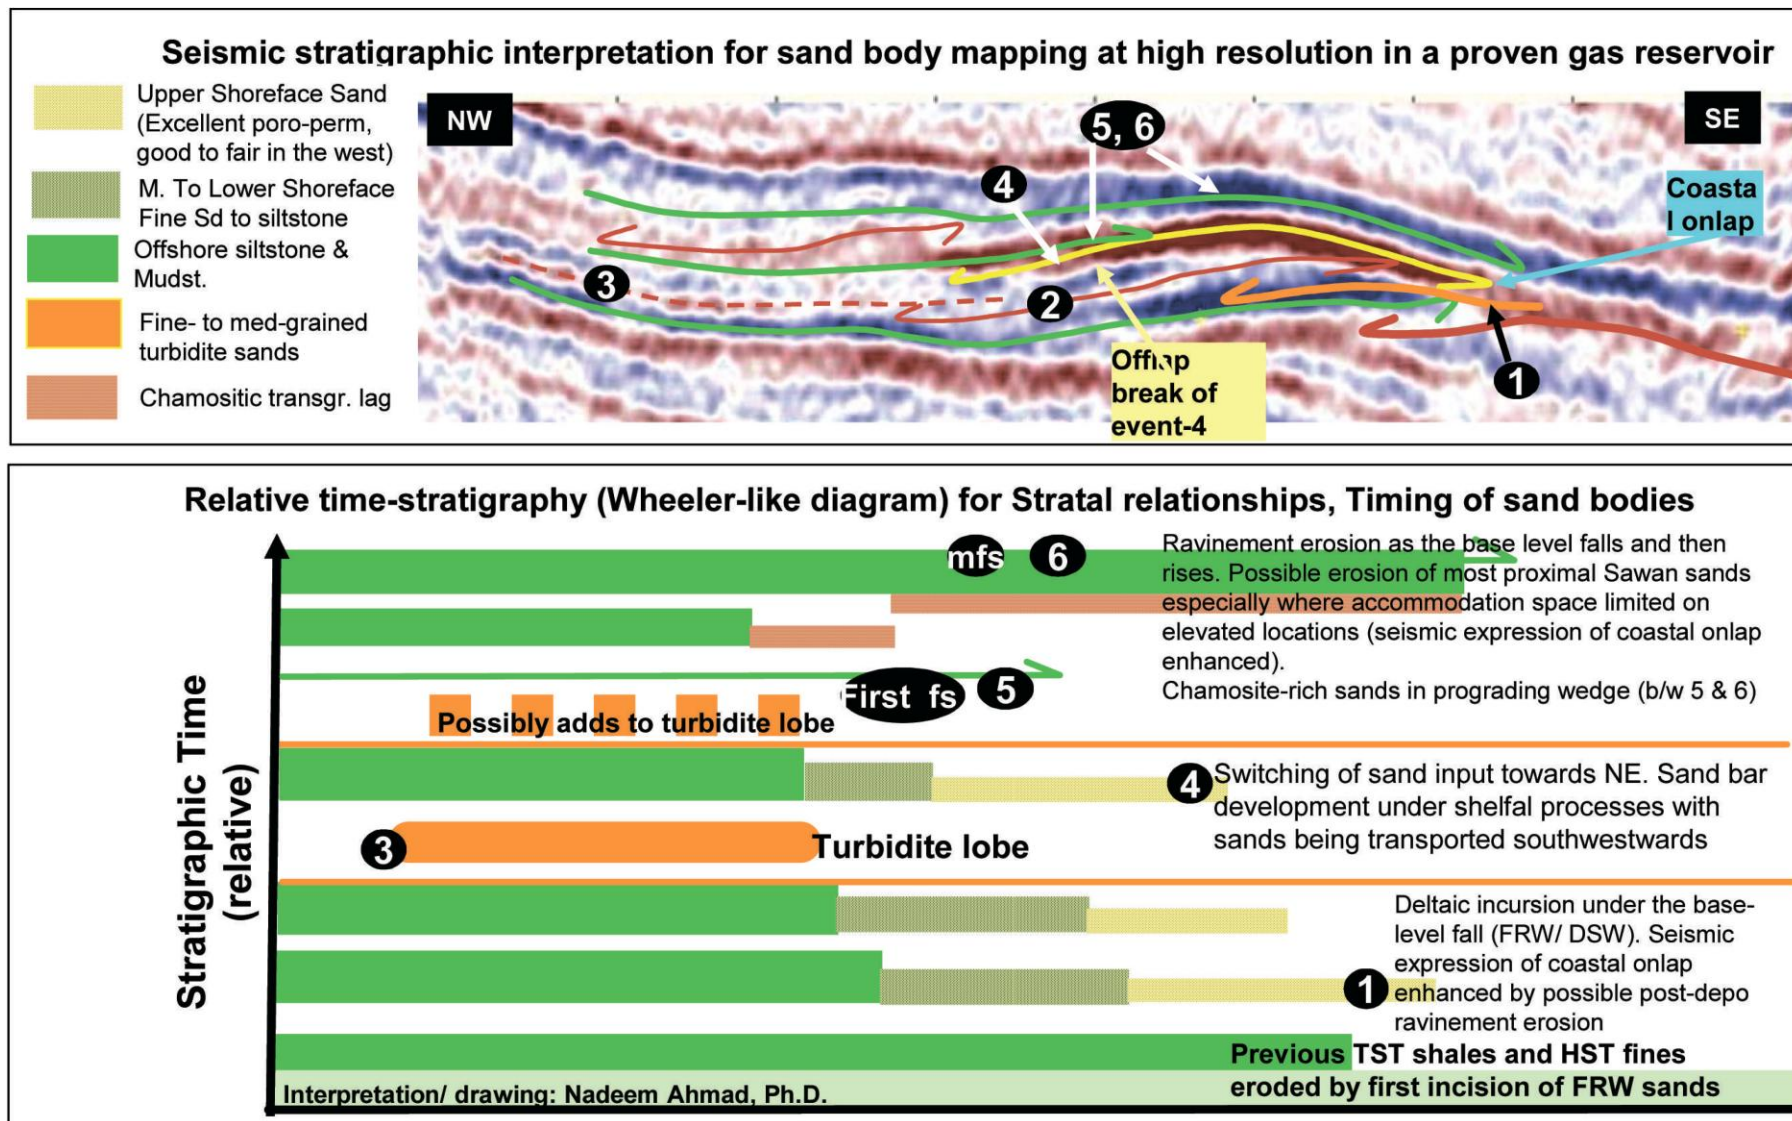 Seismic stratigraphic interpretation for sand body mapping at high resolution in a proven gas reservoir
Upper Shoreface Sand
(Excellent poro-perm,
good to fair in the west)
M. To Lower Shoreface
Fine Sd to siltstone
Offshore siltstone &
Mudst.
Fine- to med-grained
turbidite sands
Chamositic transgr. lag
NW
SE
5, 6
4
3
2
1
Coasta
l onlap
Offlap
break of
event-4
Relative time-stratigraphy (Wheeler-like diagram) for Stratal relationships, Timing of sand bodies
Stratigraphic Time
(relative)
mfs
6
Ravinement erosion as the base level falls and then
rises. Possible erosion of most proximal Sawan sands
especially where accommodation space limited on
elevated locations (seismic expression of coastal onlap
enhanced).
Chamosite-rich sands in prograding wedge (b/w 5 & 6)
First fs
5
Possibly adds to turbidite lobe
4
Switching of sand input towards NE. Sand bar
development under shelfal processes with
sands being transported southwestwards
3
Turbidite lobe
Deltaic incursion under the base-
level fall (FRW/ DSW). Seismic
expression of coastal onlap
enhanced by possible post-depo
ravinement erosion
1
Previous TST shales and HST fines
eroded by first incision of FRW sands
Interpretation/ drawing: Nadeem Ahmad, Ph.D.